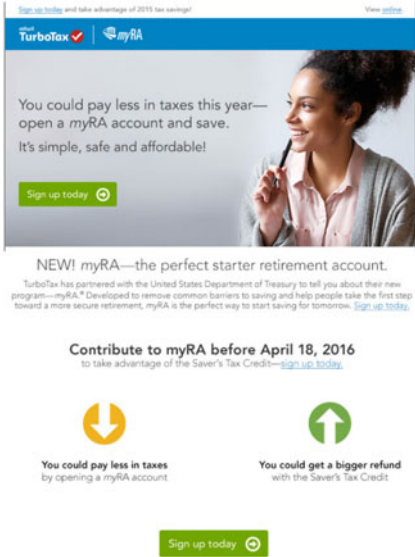 Sign up today and take advantage of 2015 tax savings!
View online.
intuit
TurboTax
myRA
You could pay less in taxes this year—
open a myRA account and save.
It's simple, safe and affordable!
Sign up today
NEW! myRA—the perfect starter retirement account.
TurboTax has partnered with the United States Department of Treasury to tell you about their new
program—myRA.® Developed to remove common barriers to saving and help people take the first step
toward a more secure retirement, myRA is the perfect way to start saving for tomorrow. Sign up today.
Contribute to myRA before April 18, 2016
to take advantage of the Saver's Tax Credit—sign up today.
You could pay less in taxes
by opening a myRA account
You could get a bigger refund
with the Saver's Tax Credit
Sign up today